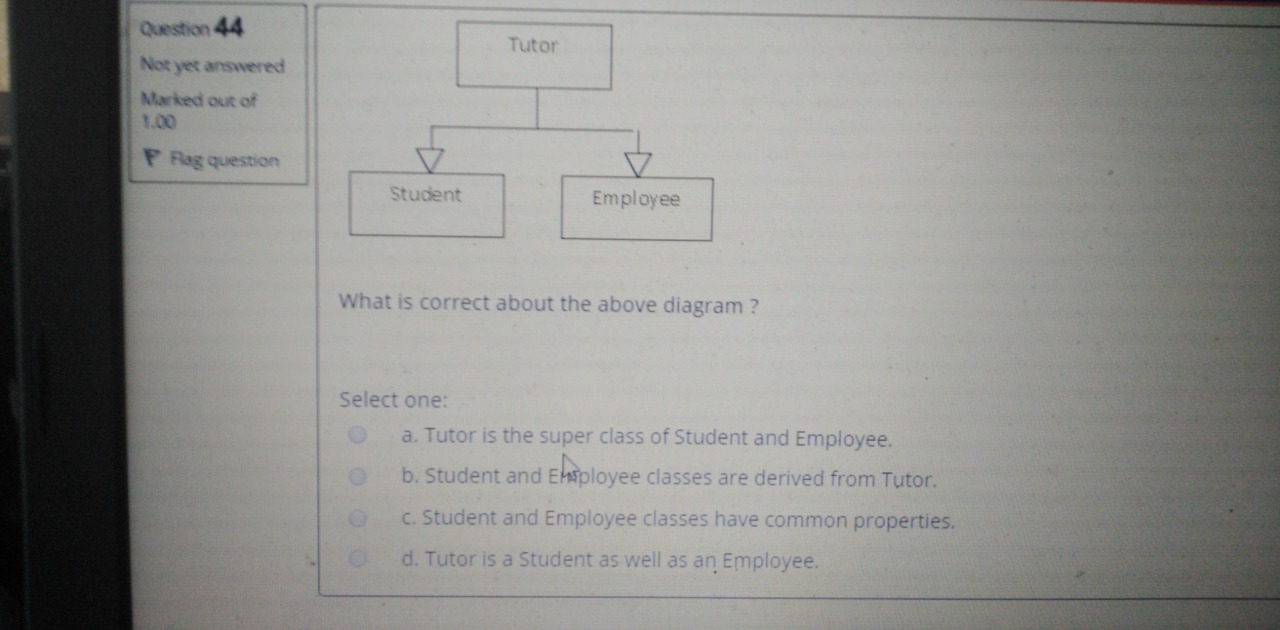 Question 44
Not yet answered
Marked out of
1.00
Flag question
Tutor
Student
Employee
What is correct about the above diagram ?
Select one:
a. Tutor is the super class of Student and Employee.
b. Student and Employee classes are derived from Tutor.
c. Student and Employee classes have common properties.
d. Tutor is a Student as well as an Employee.